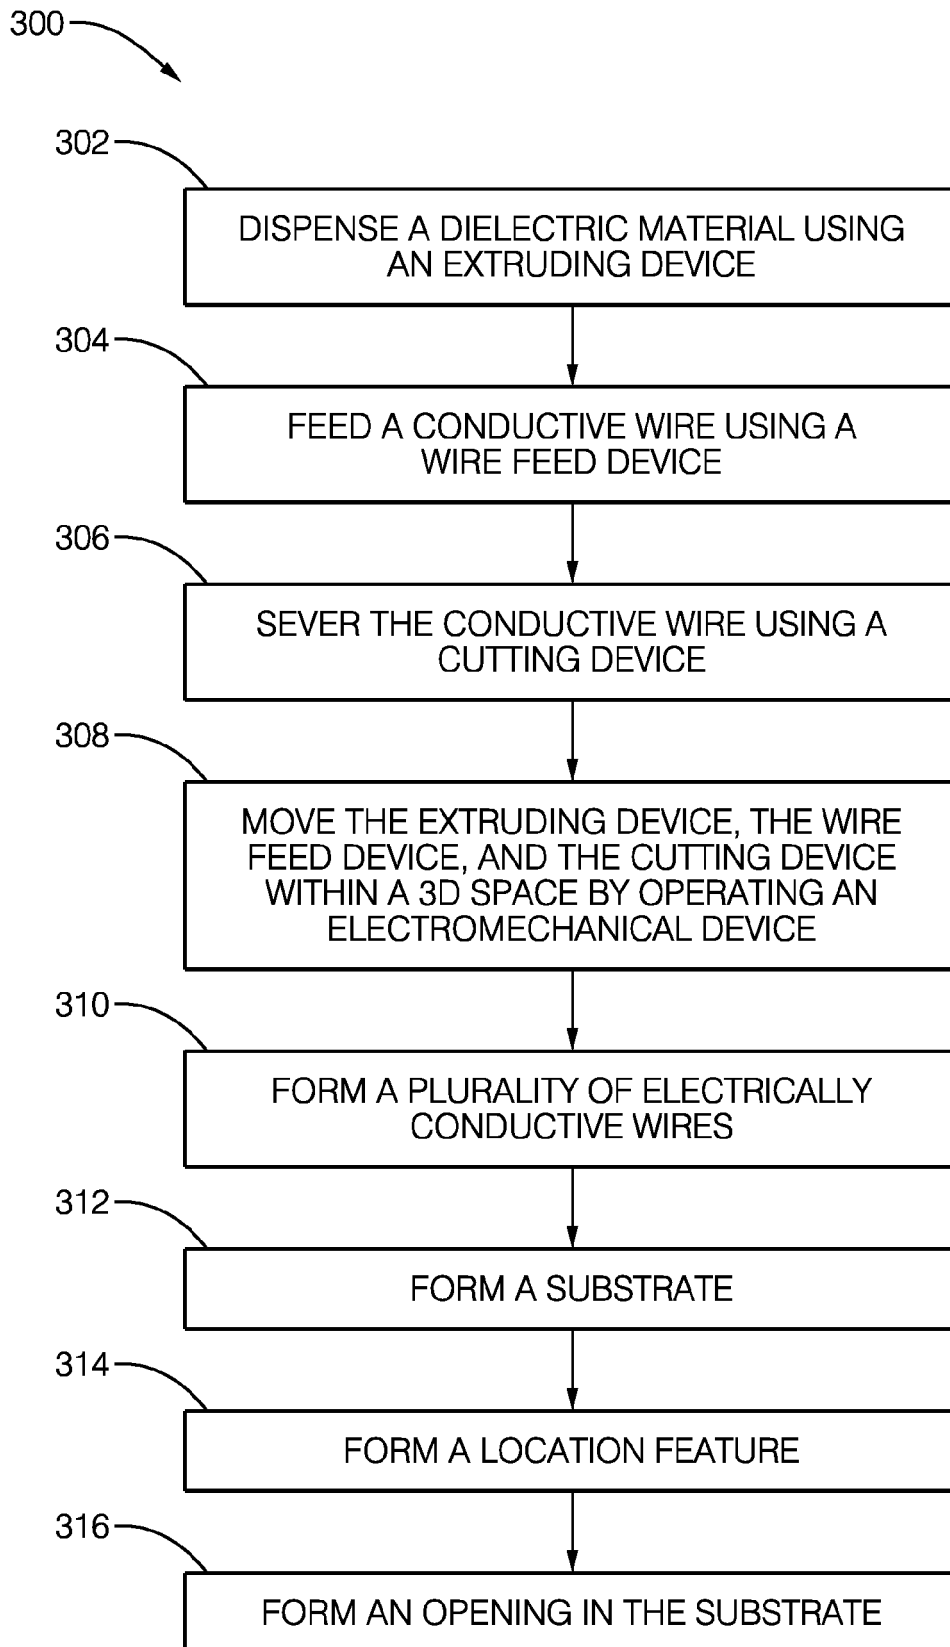 300
302
DISPENSE A DIELECTRIC MATERIAL USING
AN EXTRUDING DEVICE
304
FEED A CONDUCTIVE WIRE USING A
WIRE FEED DEVICE
306
SEVER THE CONDUCTIVE WIRE USING A
CUTTING DEVICE
308
MOVE THE EXTRUDING DEVICE, THE WIRE
FEED DEVICE, AND THE CUTTING DEVICE
WITHIN A 3D SPACE BY OPERATING AN
ELECTROMECHANICAL DEVICE
310
FORM A PLURALITY OF ELECTRICALLY
CONDUCTIVE WIRES
312
FORM A SUBSTRATE
314
FORM A LOCATION FEATURE
316
FORM AN OPENING IN THE SUBSTRATE